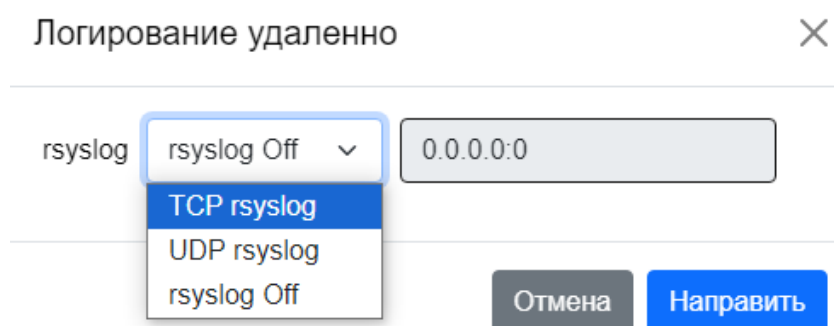 Логирование удаленно
rsyslog rsyslog Off 0.0.0.0:0
TCP rsyslog
UDP rsyslog
rsyslog Off
Отмена Направить